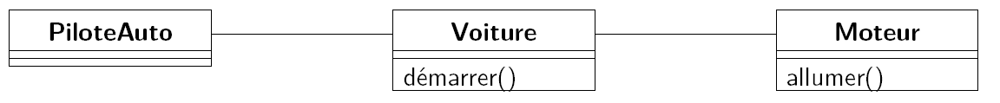 PiloteAuto
Voiture
démarrer()
Moteur
allumer()